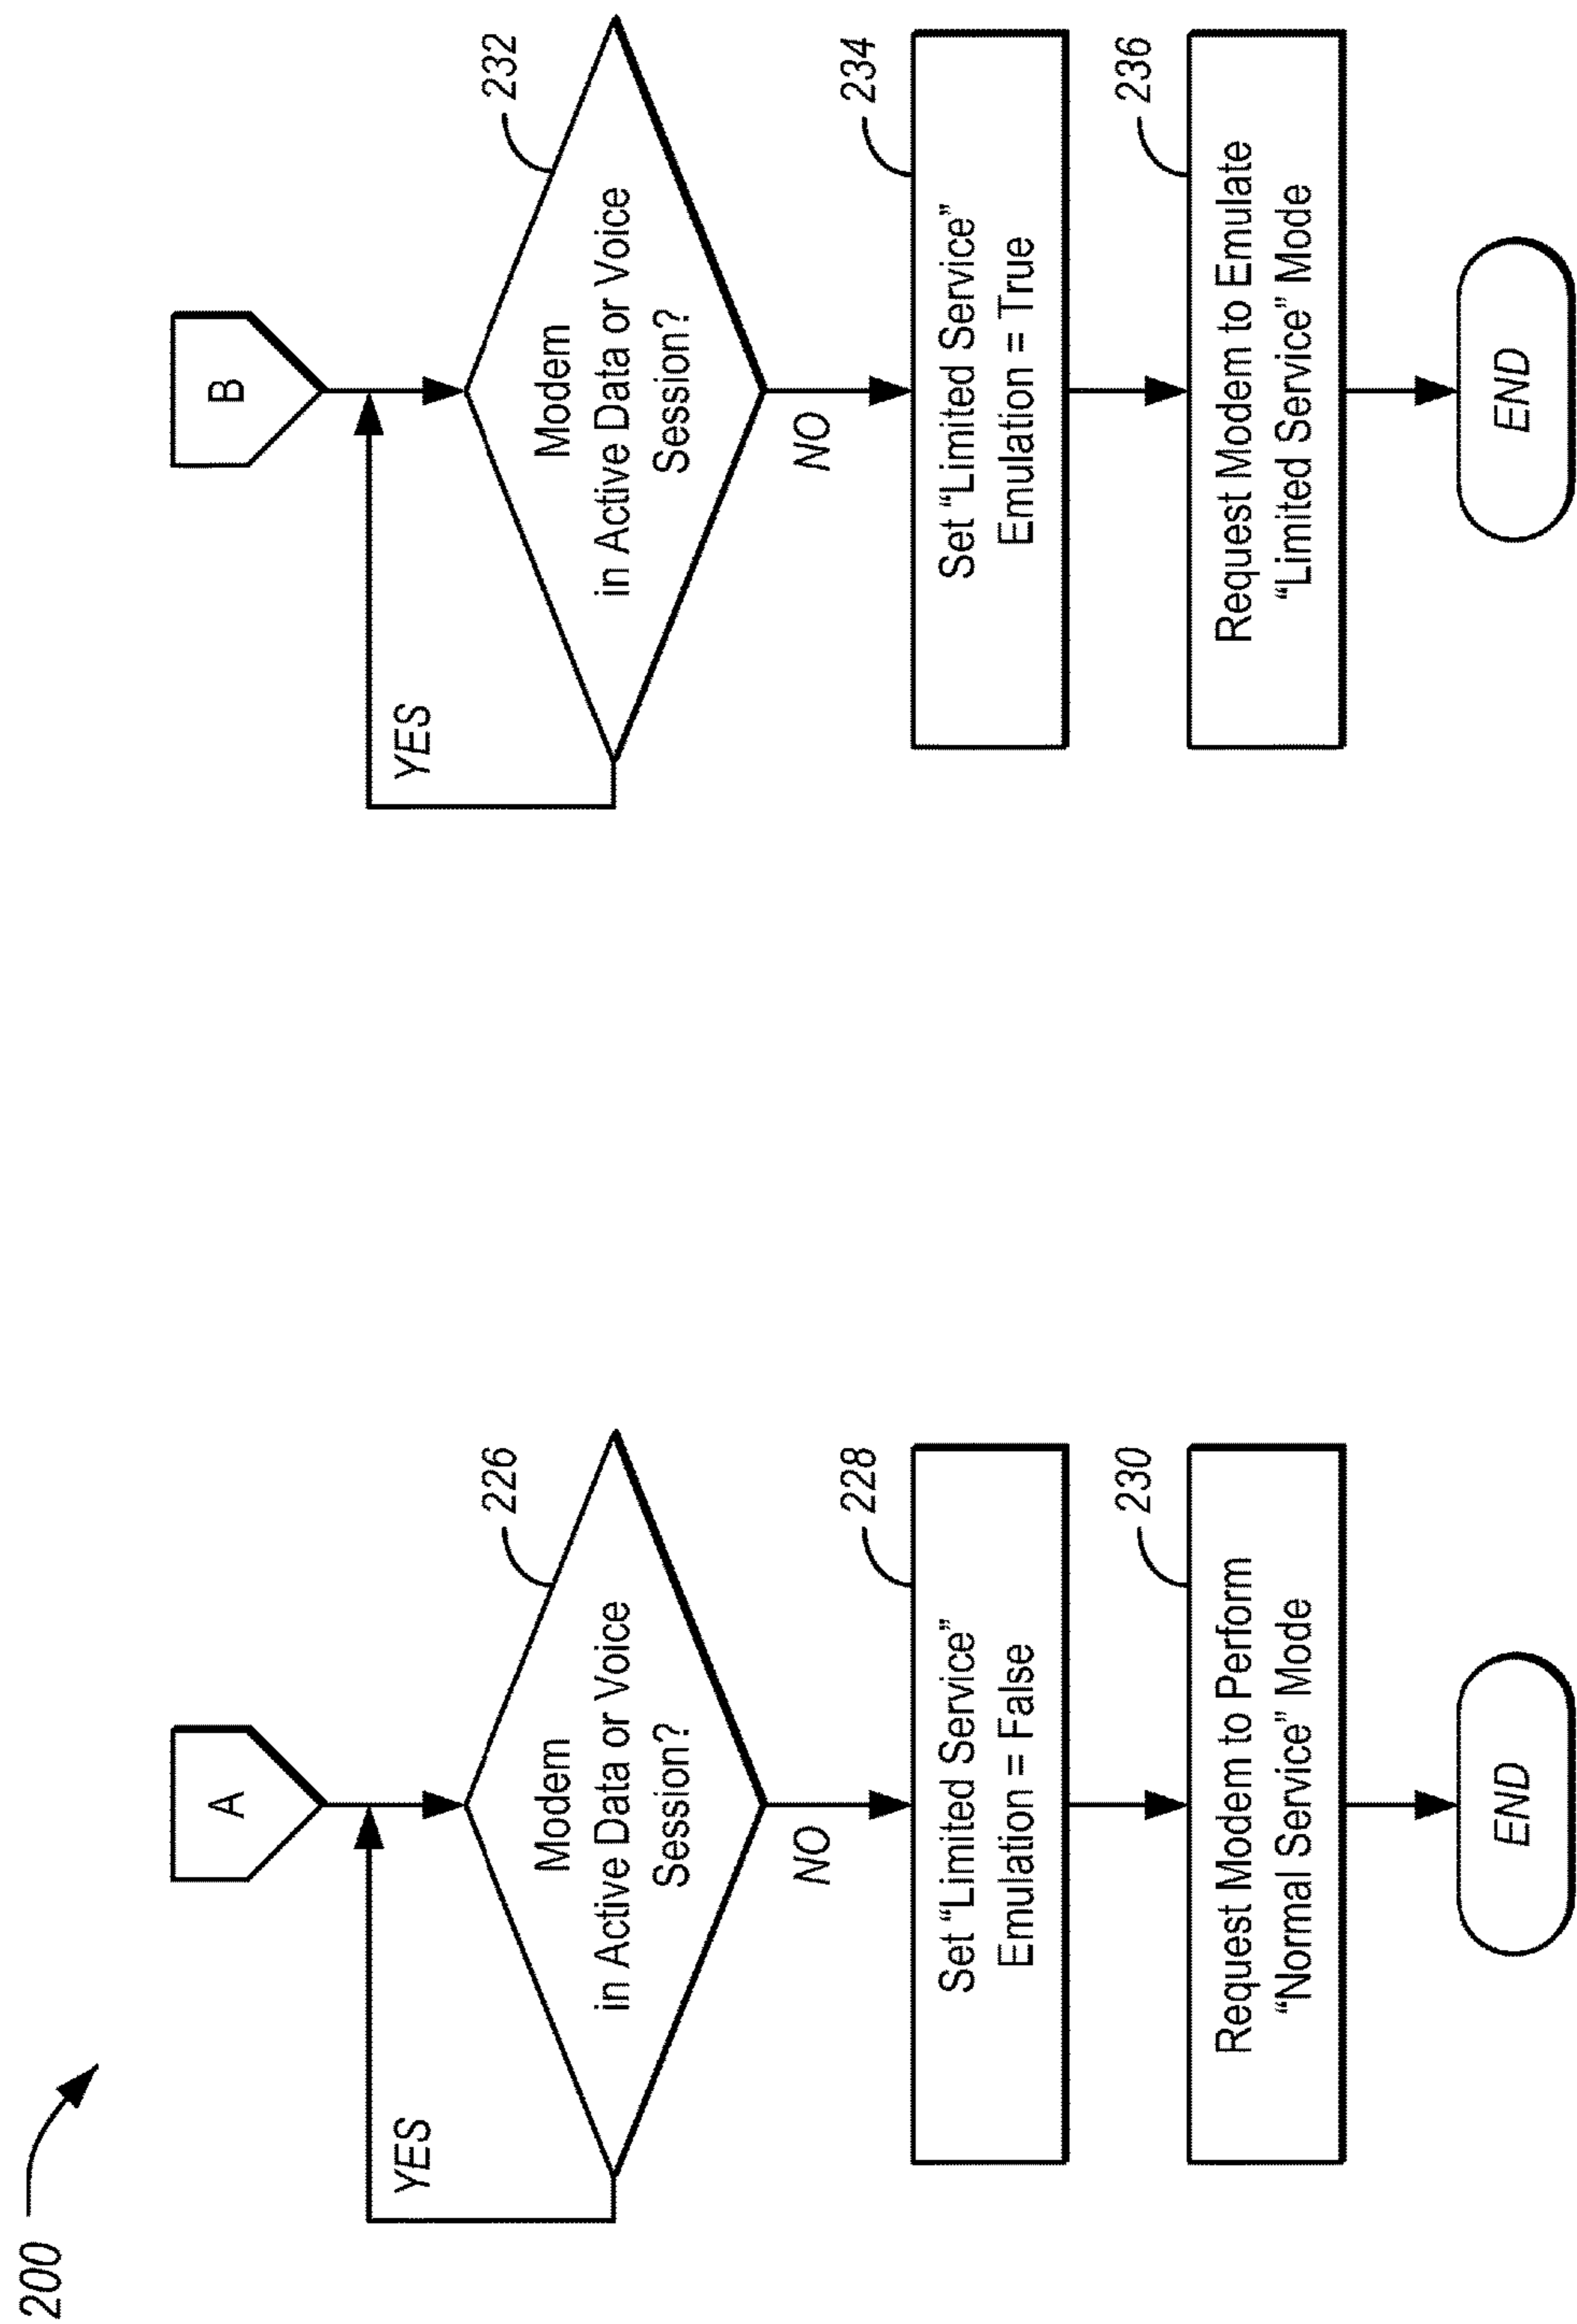 200
A
YES
226
Modem
in Active Data or Voice
Session?
NO
228
Set “Limited Service”
Emulation = False
230
Request Modem to Perform
“Normal Service” Mode
END
B
YES
232
Modem
in Active Data or Voice
Session?
NO
234
Set “Limited Service”
Emulation = True
236
Request Modem to Emulate
“Limited Service” Mode
END